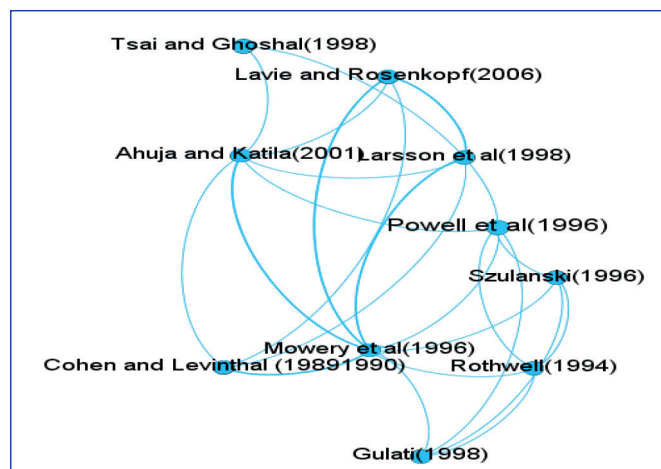 Tsai and Ghoshal(1998)
Lavie and Rosenkopf(2006)
Ahuja and Katila(2001)
Larsson et al(1998)
Powell et al(1996)
Szulanski(1996)
Mowery et al(1996)
Cohen and Levinthal (19891990)
Rothwell(1994)
Gulati(1998)